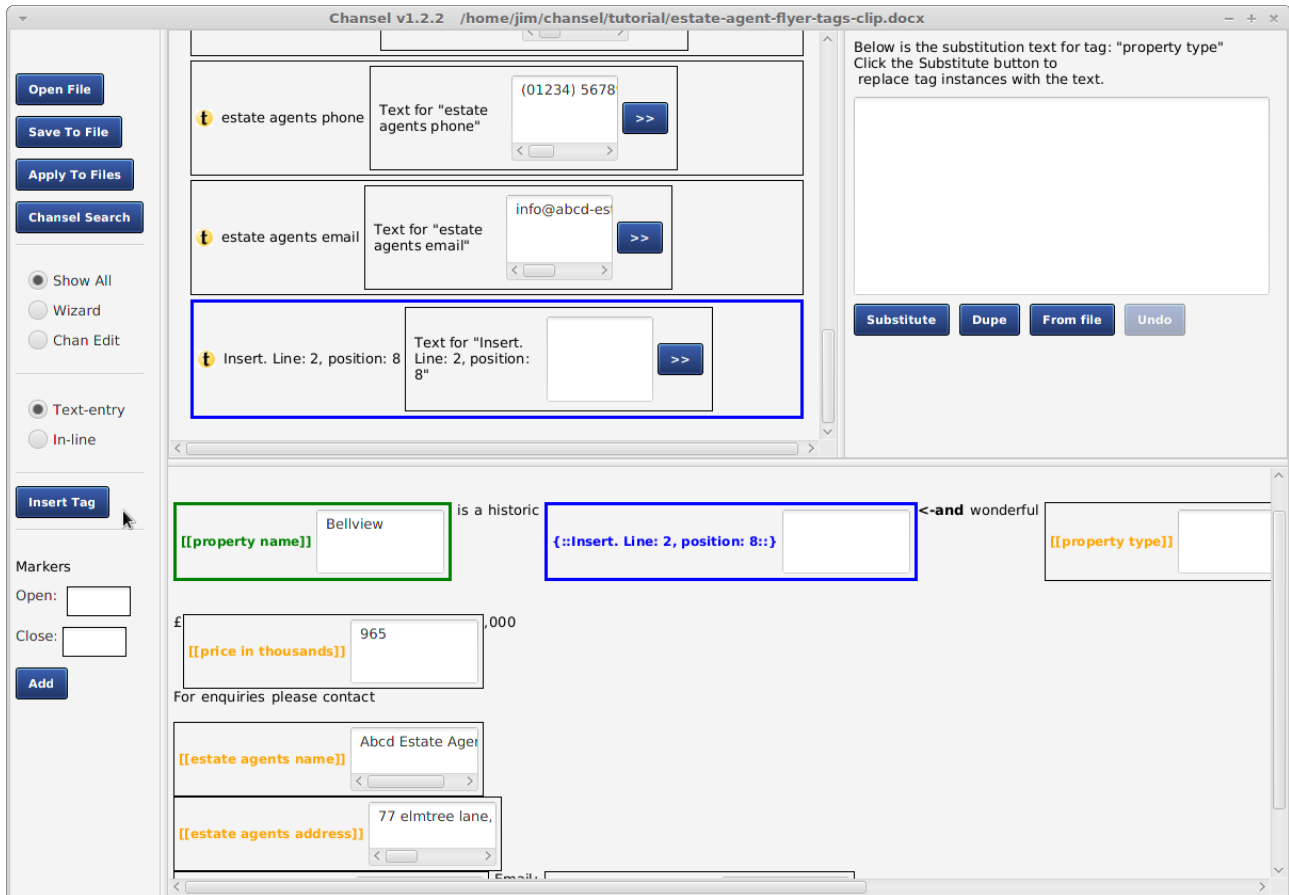 Chansel v1.2.2 /home/jim/chansel/tutorial/estate-agent-flyer-tags-clip.docx
Open File
Save To File
Apply To Files
Chansel Search
Show All
Wizard
Chan Edit
Text-entry
In-line
Insert Tag
Markers
Open:
Close:
Add
t estate agents phone
Text for "estate
agents phone"
(01234) 5678
>>
t estate agents email
Text for "estate
agents email"
info@abcd-est
>>
t Insert. Line: 2, position: 8
Text for "Insert.
Line: 2, position:
8"
>>
Below is the substitution text for tag: "property type"
Click the Substitute button to
replace tag instances with the text.
Substitute Dupe From file Undo
[[property name]] Bellview is a historic {::Insert. Line: 2, position: 8::} <-and wonderful [[property type]]
£ [[price in thousands]] 965 ,000
For enquiries please contact
[[estate agents name]] Abcd Estate Agen
[[estate agents address]] 77 elmtree lane,
Email: